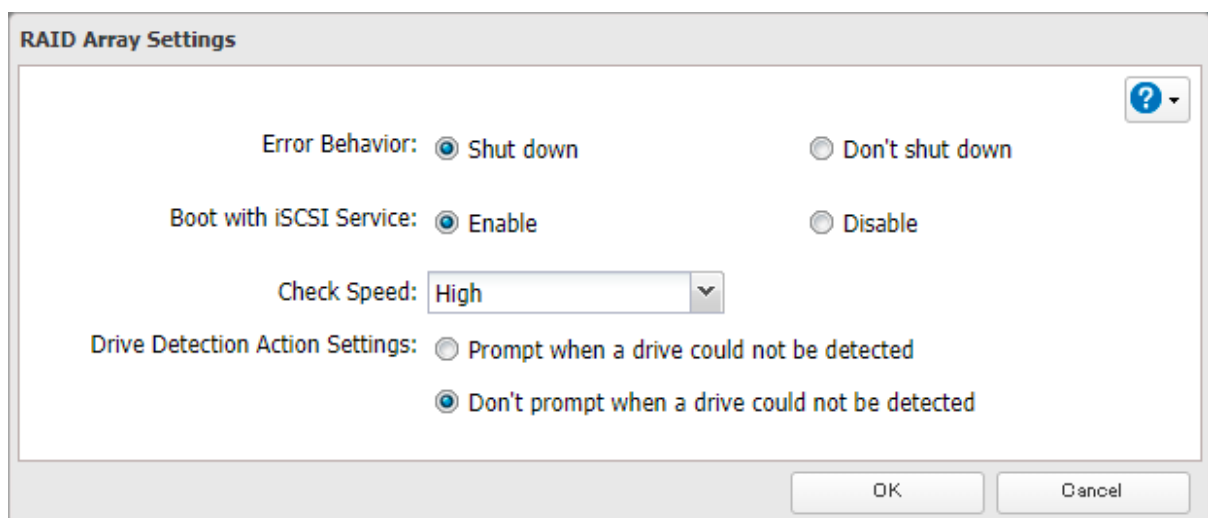 RAID Array Settings
?
Error Behavior: Shut down Don't shut down
Boot with iSCSI Service: Enable Disable
Check Speed: High
Drive Detection Action Settings: Prompt when a drive could not be detected
Don't prompt when a drive could not be detected
OK Cancel